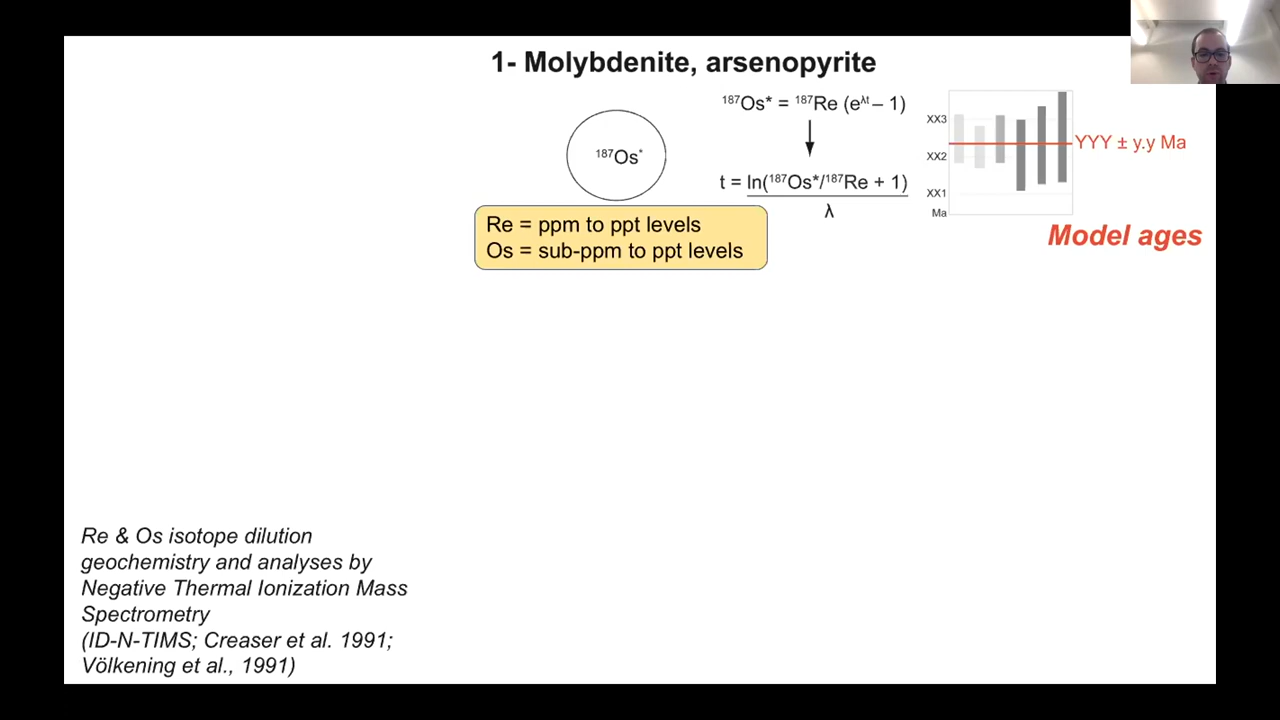 1- Molybdenite, arsenopyrite
¹⁸⁷Os*
¹⁸⁷Os* = ¹⁸⁷Re (e^λt – 1)
t = ln(¹⁸⁷Os*/¹⁸⁷Re + 1)
λ
XX3
XX2
XX1
Ma
YYY ± y.y Ma
Model ages
Re = ppm to ppt levels
Os = sub-ppm to ppt levels
Re & Os isotope dilution
geochemistry and analyses by
Negative Thermal Ionization Mass
Spectrometry
(ID-N-TIMS; Creaser et al. 1991;
Völkening et al., 1991)